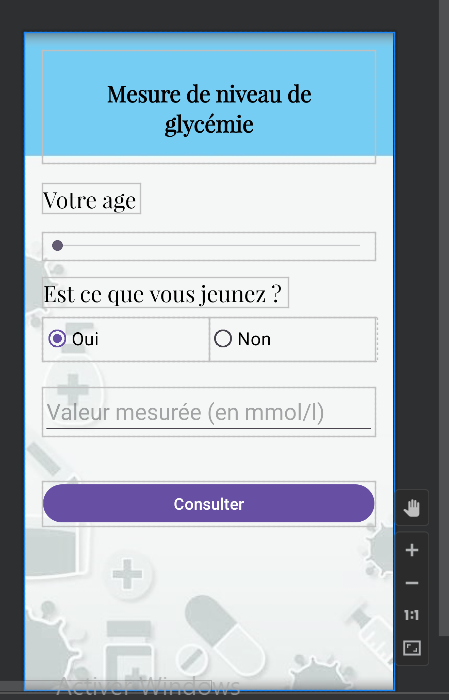 Mesure de niveau de
glycémie
Votre age
Est ce que vous jeunez ?
Oui
Non
Valeur mesurée (en mmol/l)
Consulter
1:1
Activer Windows